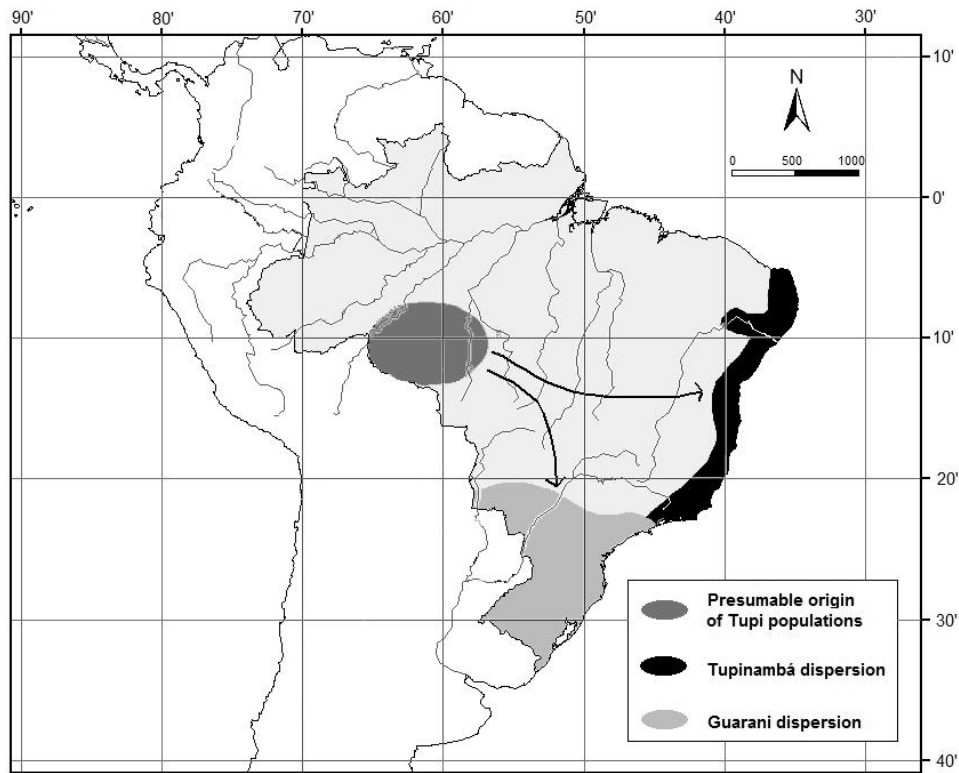 90' 80' 70' 60' 50' 40' 30'
10'
N
0 500 1000
0'
10'
20'
30'
40'
Presumable origin
of Tupi populations
Tupinambá dispersion
Guarani dispersion